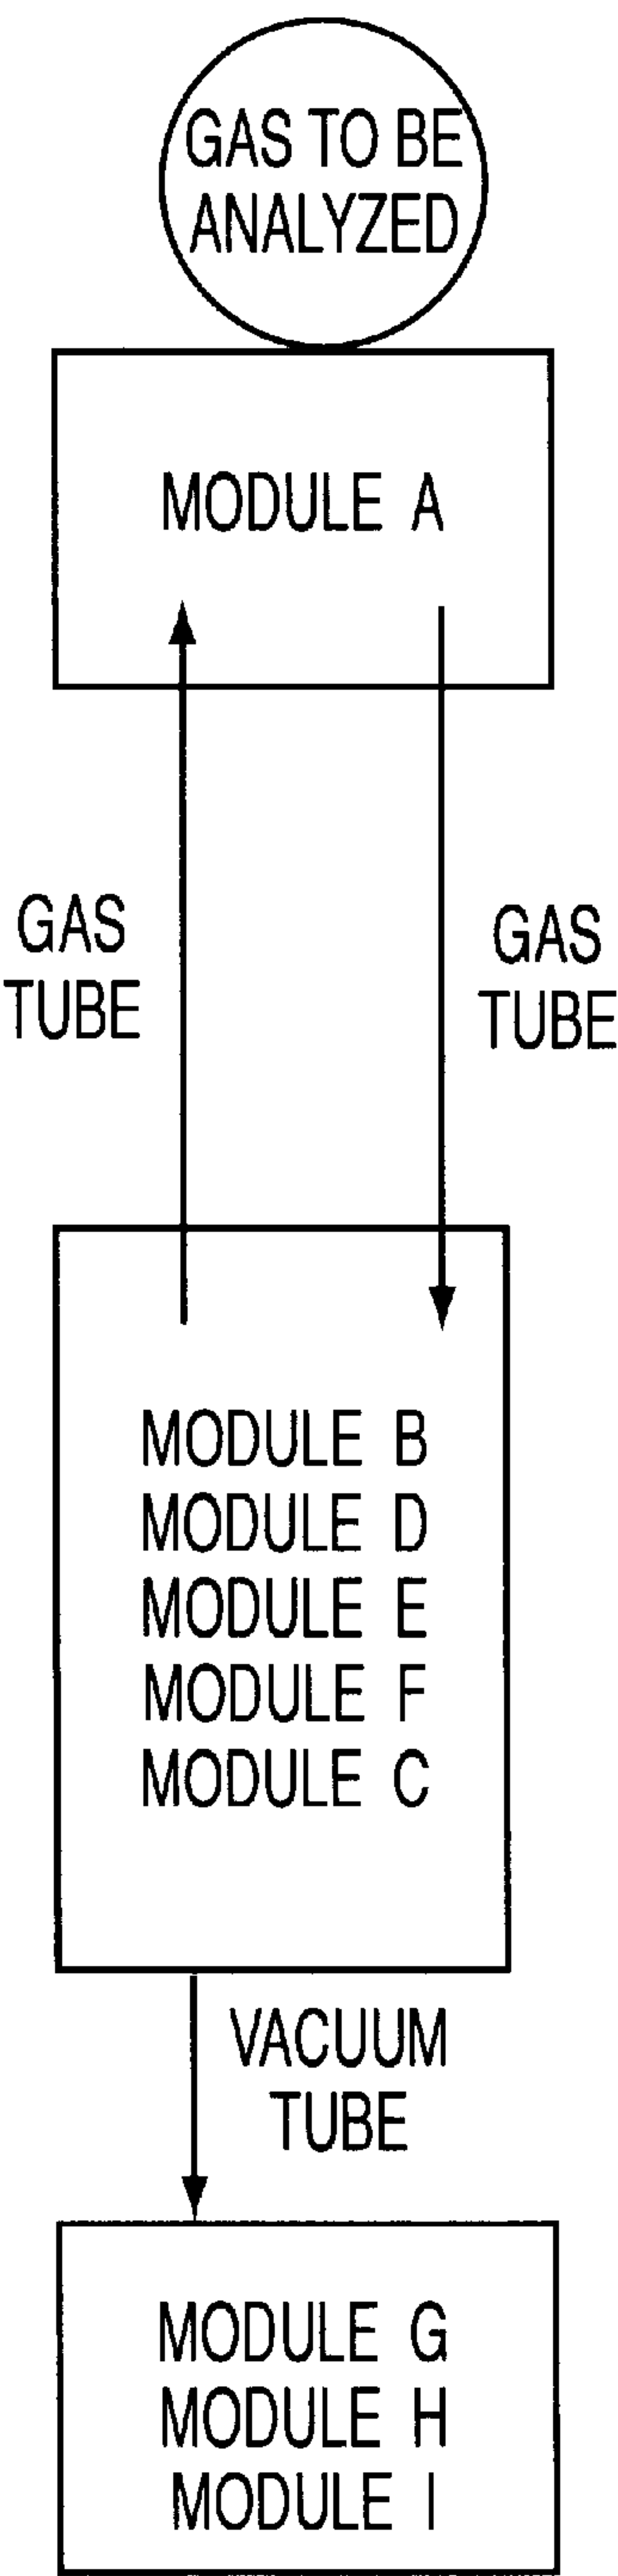 GAS TO BE
ANALYZED
MODULE A
GAS
TUBE
GAS
TUBE
MODULE B
MODULE D
MODULE E
MODULE F
MODULE C
VACUUM
TUBE
MODULE G
MODULE H
MODULE I